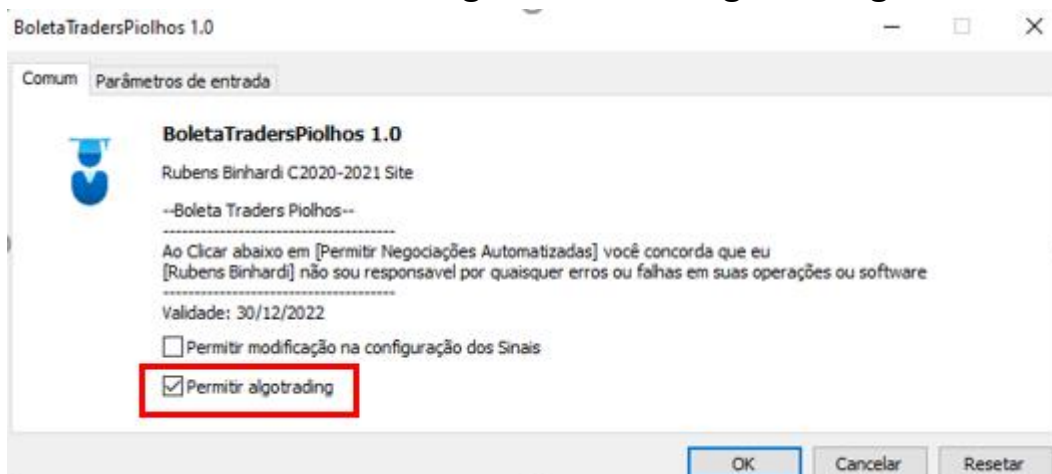 BoletaTradersPiolhos 1.0
Comum Parâmetros de entrada
BoletaTradersPiolhos 1.0
Rubens Binhardi C2020-2021 Site
--Boleta Traders Piolhos--
-------------------------------------
Ao Clicar abaixo em [Permitir Negociações Automatizadas] você concorda que eu
[Rubens Binhardi] não sou responsavel por quaisquer erros ou falhas em suas operações ou software
-------------------------------------
Validade: 30/12/2022
Permitir modificação na configuração dos Sinais
Permitir algotrading
OK Cancelar Resetar